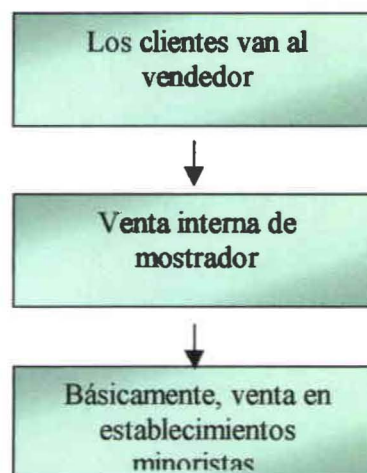 Los clientes van al
vendedor
Venta interna de
mostrador
Básicamente, venta en
establecimientos
minoristas